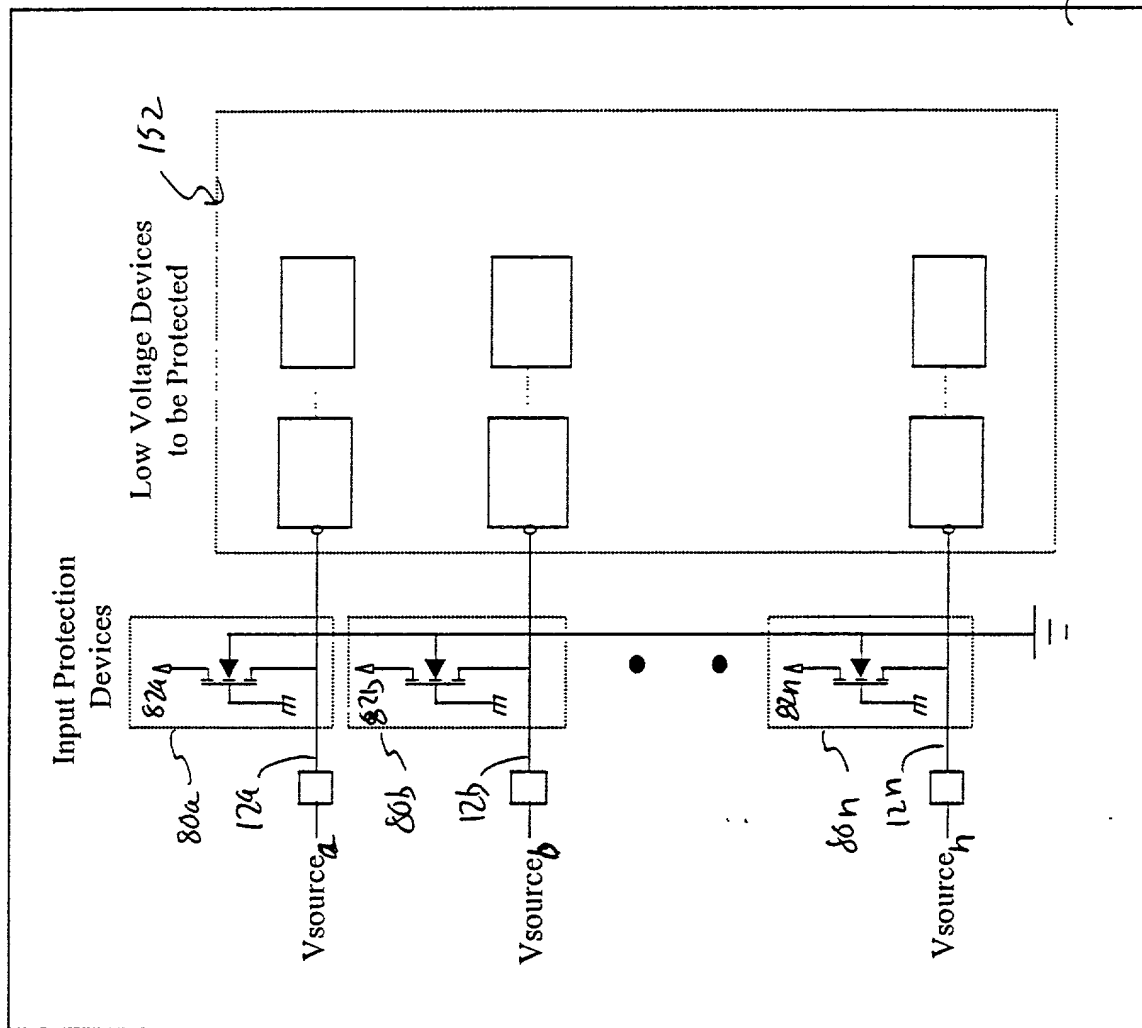 Input Protection
Devices
Low Voltage Devices
to be Protected
152
82a
80a
12a
Vsource a
82b
80b
12b
Vsource b
82n
80n
12n
Vsource n